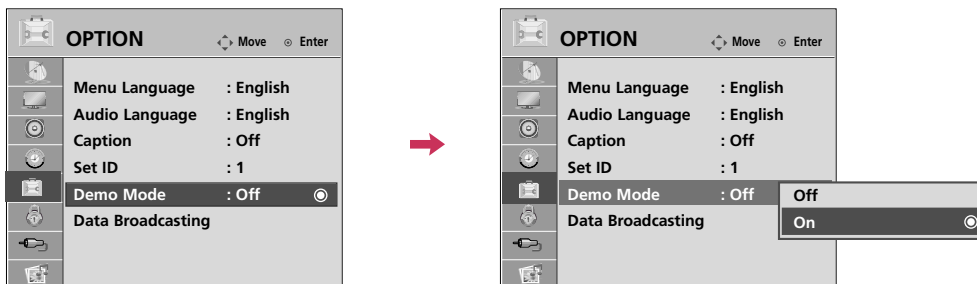 OPTION Move Enter
Menu Language : English
Audio Language : English
Caption : Off
Set ID : 1
Demo Mode : Off
Data Broadcasting
OPTION Move Enter
Menu Language : English
Audio Language : English
Caption : Off
Set ID : 1
Demo Mode : Off
Data Broadcasting
Off
On